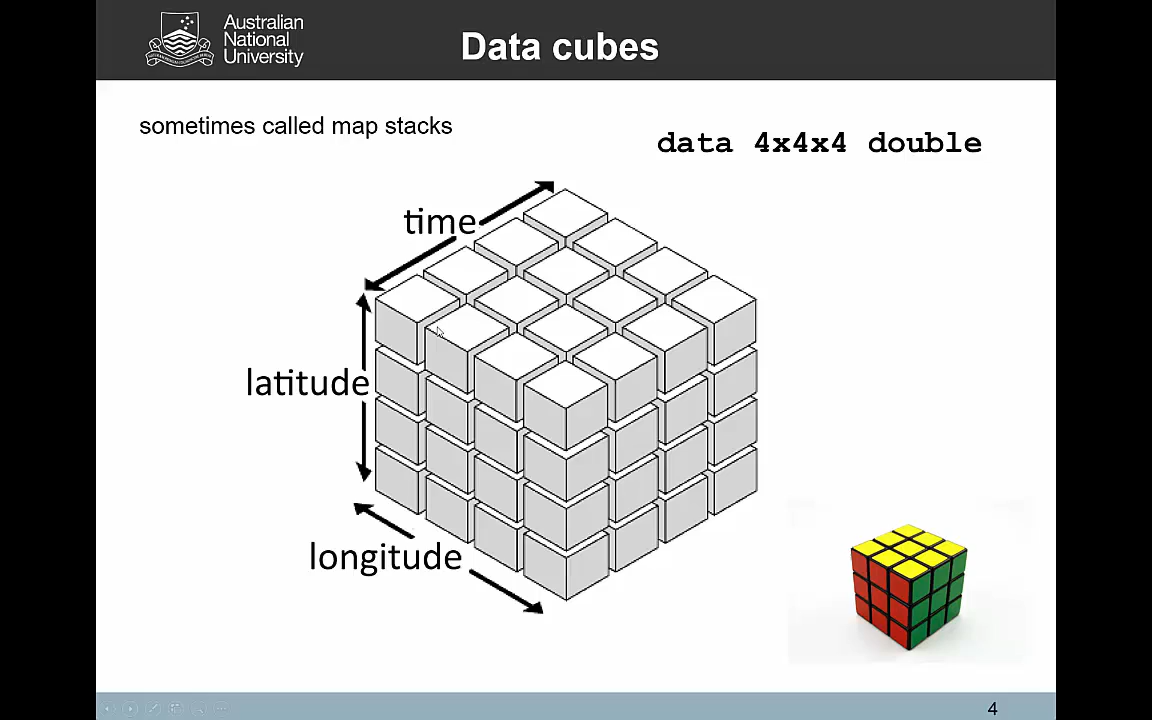 Australian
National
University
Data cubes
sometimes called map stacks
data 4x4x4 double
time
latitude
longitude
4